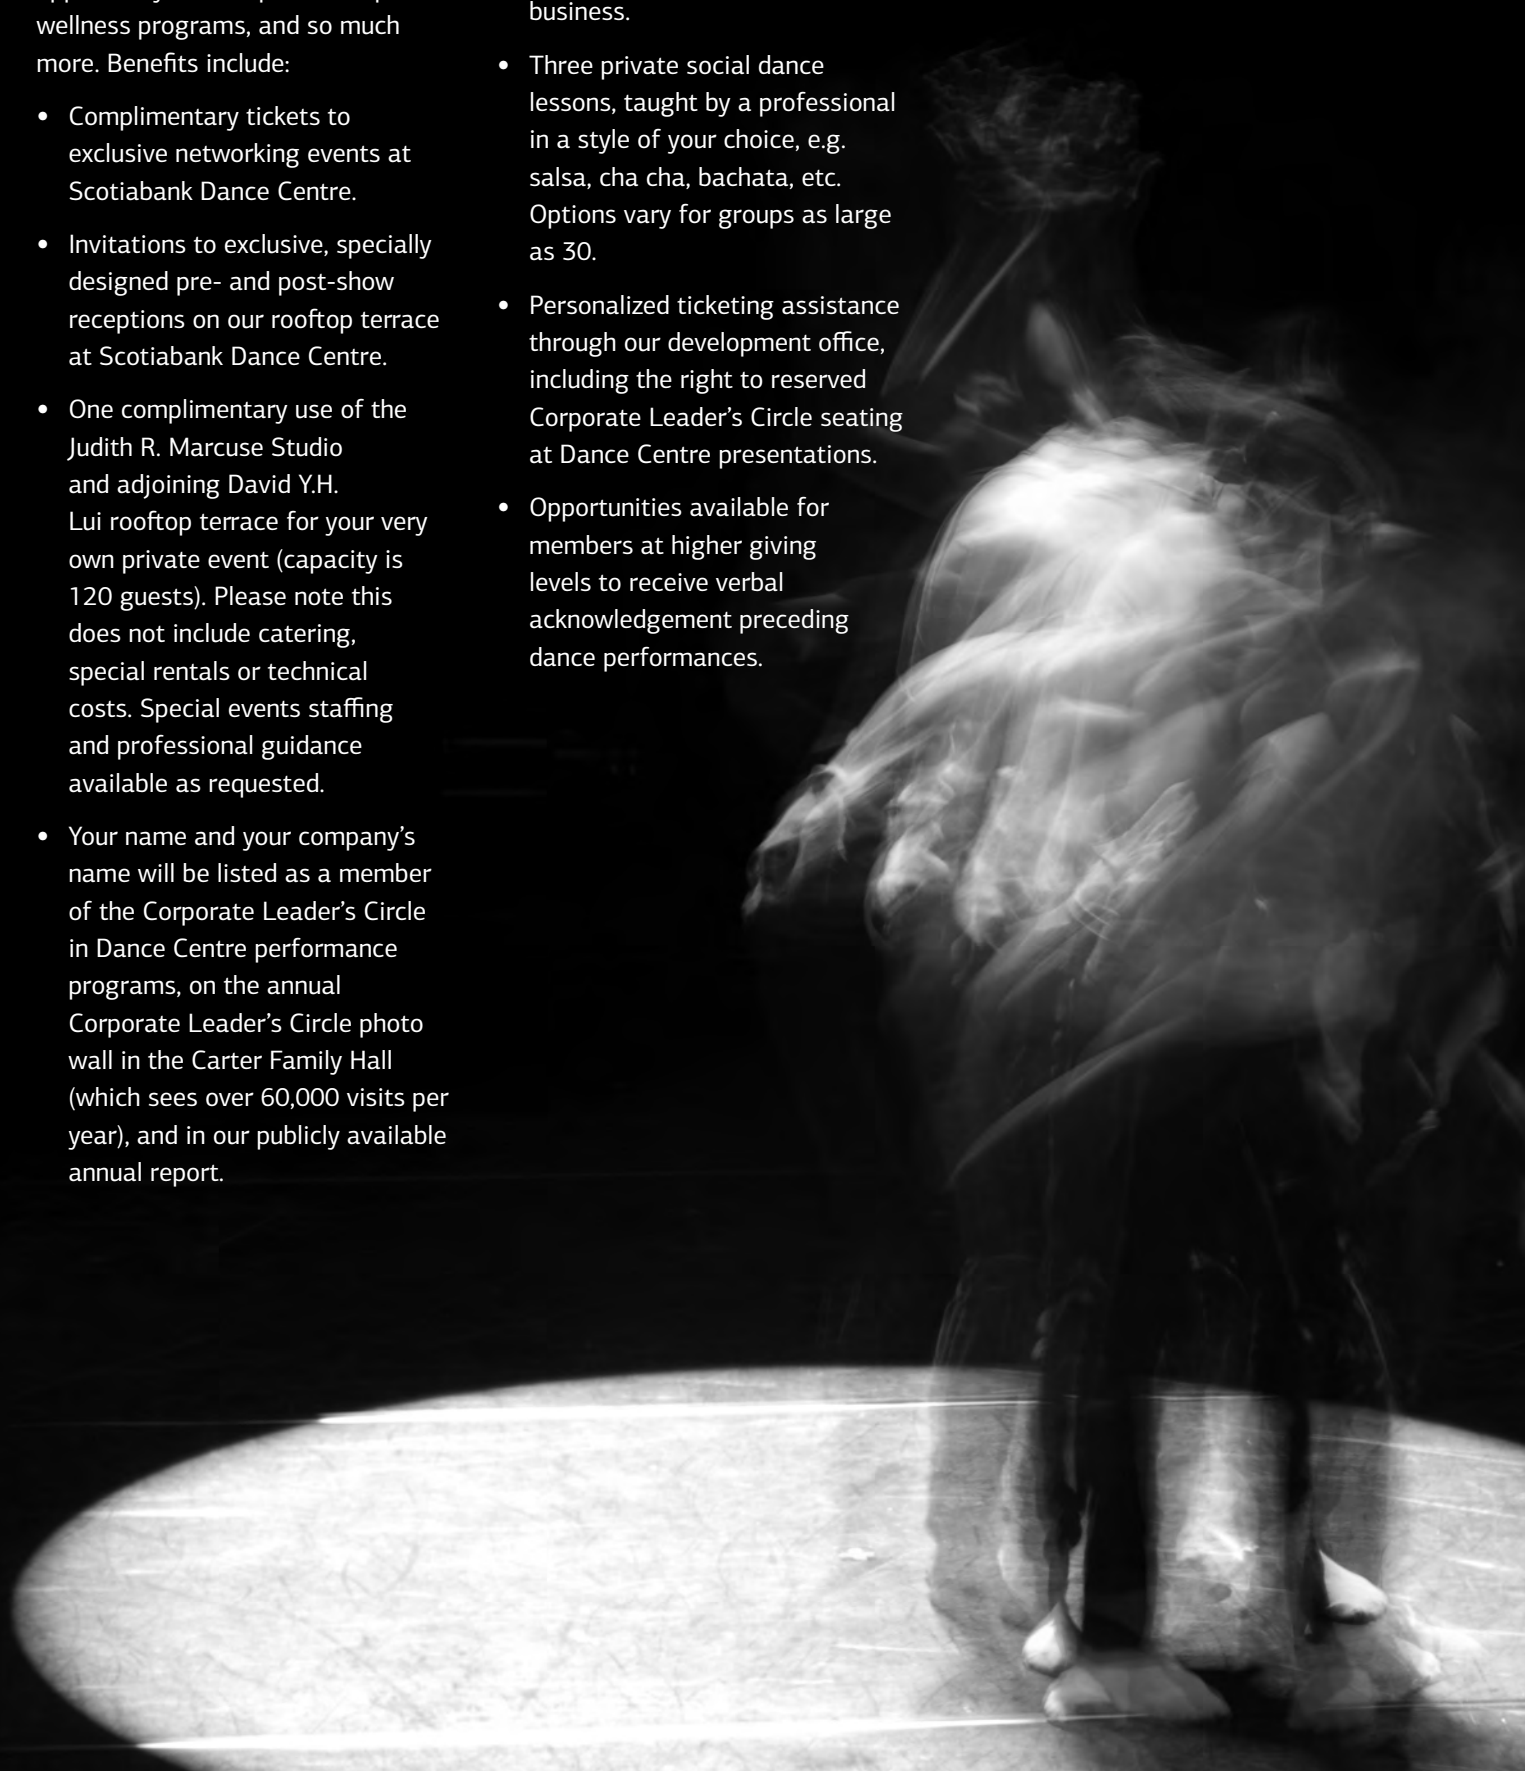 wellness programs, and so much
more. Benefits include:
• Complimentary tickets to
exclusive networking events at
Scotiabank Dance Centre.
• Invitations to exclusive, specially
designed pre- and post-show
receptions on our rooftop terrace
at Scotiabank Dance Centre.
• One complimentary use of the
Judith R. Marcuse Studio
and adjoining David Y.H.
Lui rooftop terrace for your very
own private event (capacity is
120 guests). Please note this
does not include catering,
special rentals or technical
costs. Special events staffing
and professional guidance
available as requested.
• Your name and your company’s
name will be listed as a member
of the Corporate Leader’s Circle
in Dance Centre performance
programs, on the annual
Corporate Leader’s Circle photo
wall in the Carter Family Hall
(which sees over 60,000 visits per
year), and in our publicly available
annual report.
business.
• Three private social dance
lessons, taught by a professional
in a style of your choice, e.g.
salsa, cha cha, bachata, etc.
Options vary for groups as large
as 30.
• Personalized ticketing assistance
through our development office,
including the right to reserved
Corporate Leader’s Circle seating
at Dance Centre presentations.
• Opportunities available for
members at higher giving
levels to receive verbal
acknowledgement preceding
dance performances.